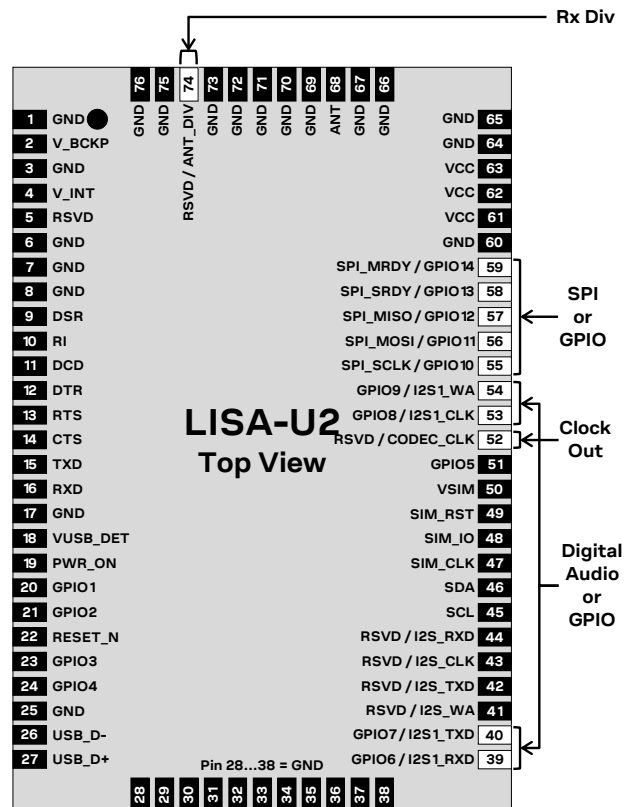 Rx Div
76 75 74 73 72 71 70 69 68 67 66
GND GND RSVD / ANT_DIV GND GND GND GND GND ANT GND GND
1 GND
2 V_BCKP
3 GND
4 V_INT
5 RSVD
6 GND
7 GND
8 GND
9 DSR
10 RI
11 DCD
12 DTR
13 RTS
14 CTS
15 TXD
16 RXD
17 GND
18 VUSB_DET
19 PWR_ON
20 GPIO1
21 GPIO2
22 RESET_N
23 GPIO3
24 GPIO4
25 GND
26 USB_D-
27 USB_D+
LISA-U2
Top View
GND 65
GND 64
VCC 63
VCC 62
VCC 61
GND 60
SPI_MRDY / GPIO14 59
SPI_SRDY / GPIO13 58
SPI_MISO / GPIO12 57
SPI_MOSI / GPIO11 56
SPI_SCLK / GPIO10 55
GPIO9 / I2S1_WA 54
GPIO8 / I2S1_CLK 53
RSVD / CODEC_CLK 52
GPIO5 51
VSIM 50
SIM_RST 49
SIM_IO 48
SIM_CLK 47
SDA 46
SCL 45
RSVD / I2S_RXD 44
RSVD / I2S_CLK 43
RSVD / I2S_TXD 42
RSVD / I2S_WA 41
GPIO7 / I2S1_TXD 40
GPIO6 / I2S1_RXD 39
SPI
or
GPIO
Clock
Out
Digital
Audio
or
GPIO
Pin 28...38 = GND
28 29 30 31 32 33 34 35 36 37 38